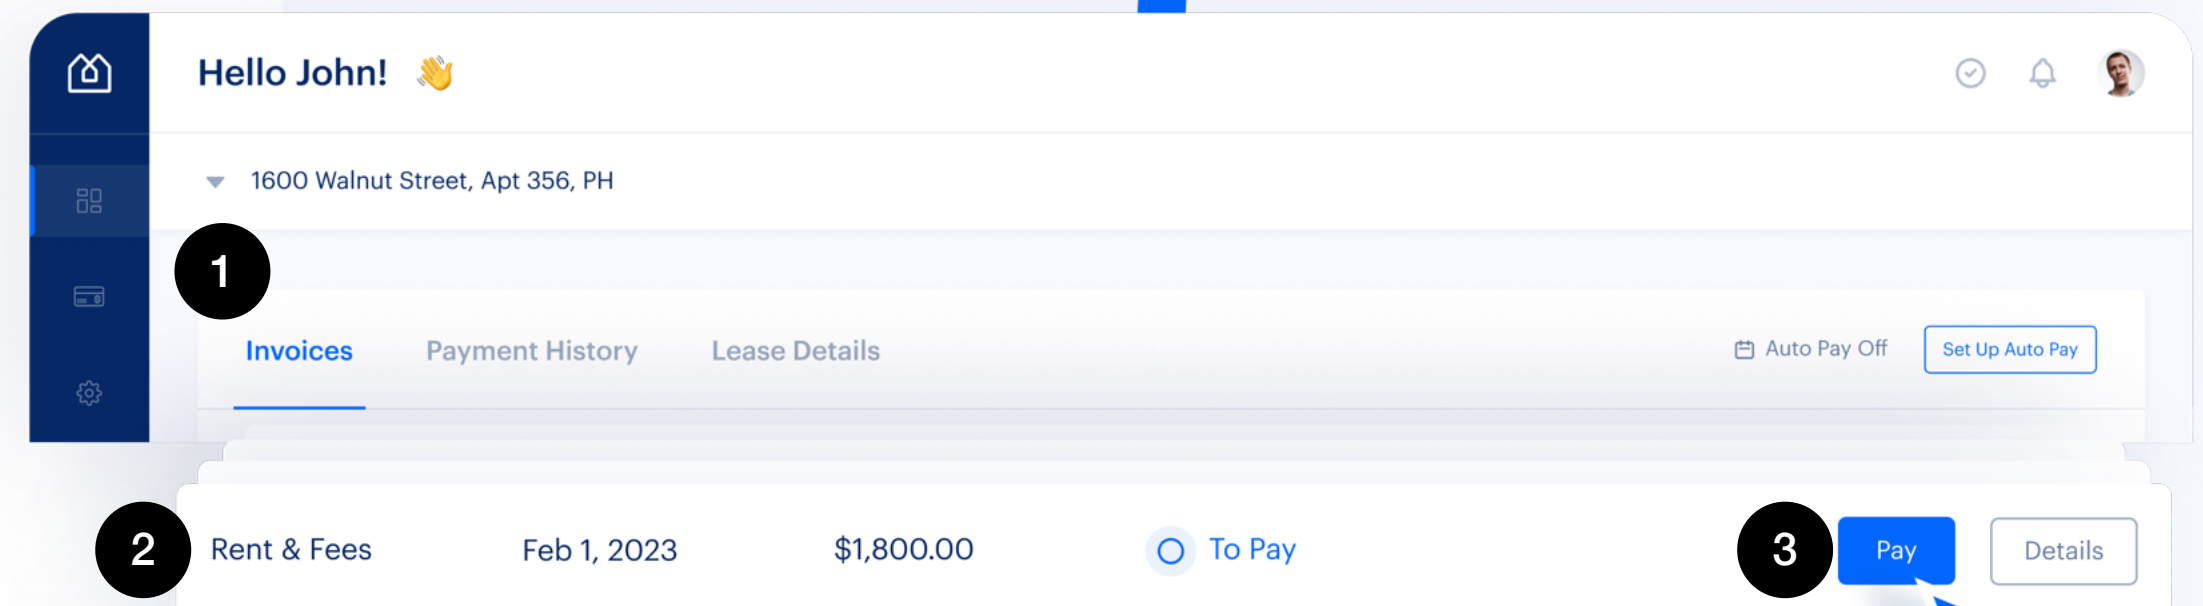 Hello John! 👋
1600 Walnut Street, Apt 356, PH
1
Invoices Payment History Lease Details Auto Pay Off Set Up Auto Pay
2 Rent & Fees Feb 1, 2023 $1,800.00 To Pay 3 Pay Details